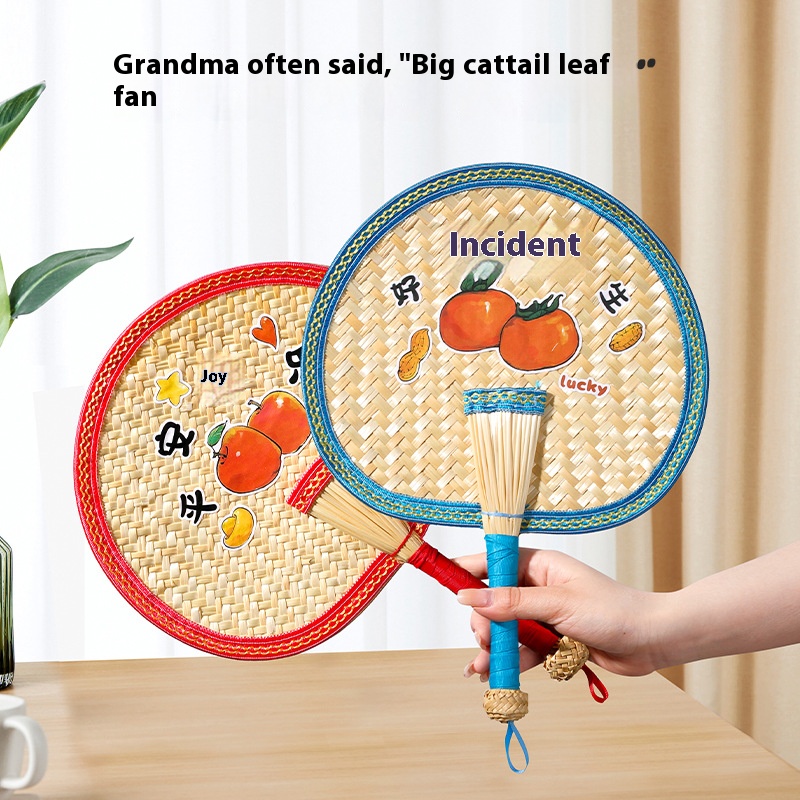 Grandma often said, "Big cattail leaf ”
fan
Incident
好
生
lucky
Joy
平安